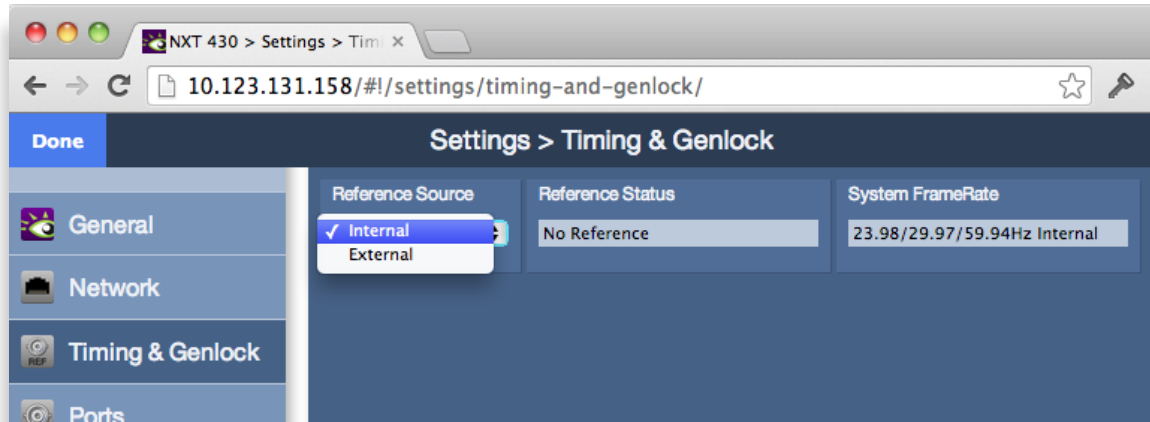 NXT 430 > Settings > Tim
10.123.131.158/#!/settings/timing-and-genlock/
Done
Settings > Timing & Genlock
General
Network
REF
Timing & Genlock
Ports
Reference Source
✓ Internal
External
Reference Status
No Reference
System FrameRate
23.98/29.97/59.94Hz Internal